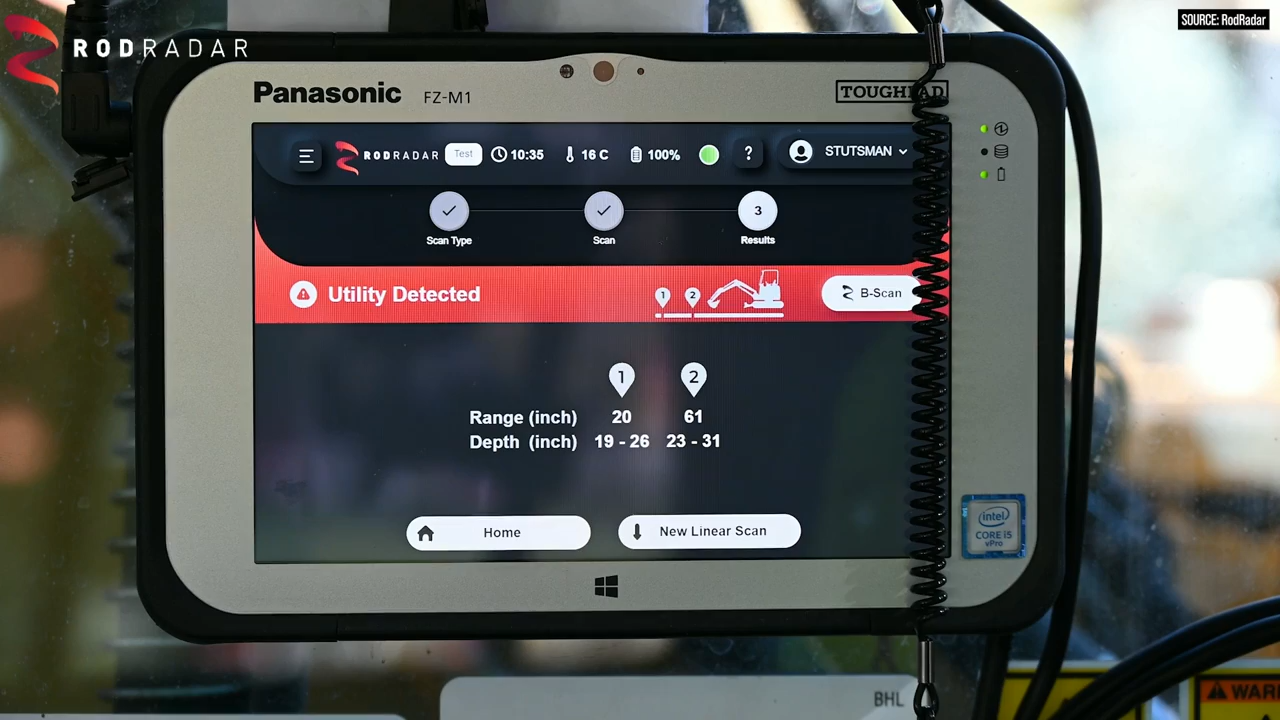 SOURCE: RodRadar
RODRADAR
Panasonic FZ-M1
RODRADAR Test 10:35 16 C 100% ? STUTSMAN
3
Scan Type Scan Results
Utility Detected
1 2
B-Scan
1 2
Range (inch) 20 61
Depth (inch) 19 - 26 23 - 31
Home New Linear Scan
intel
CORE i5
vPro
BHL